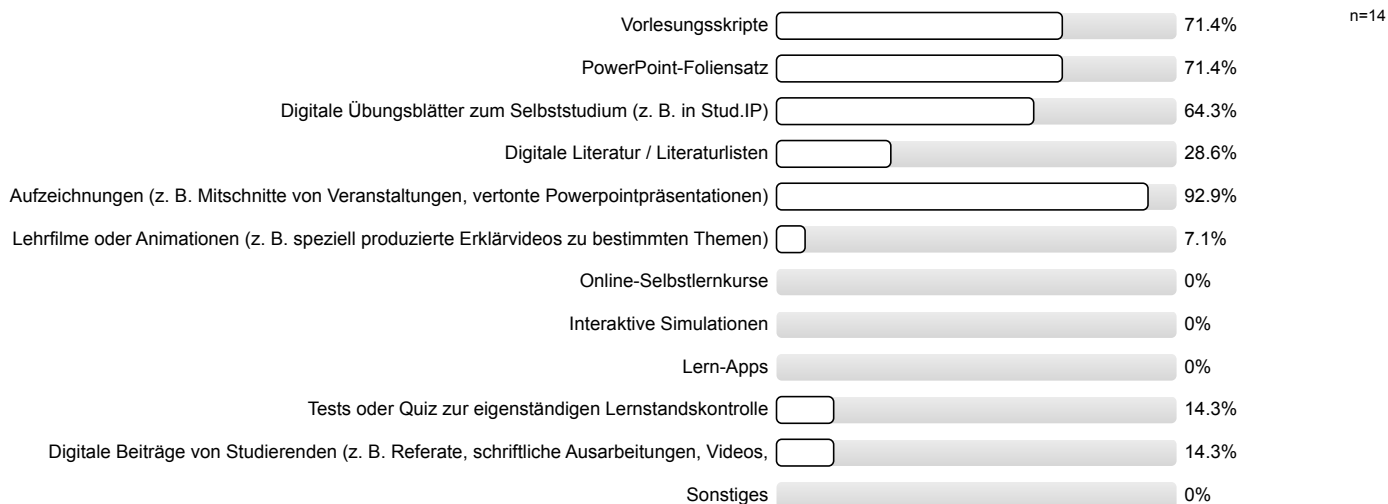 Vorlesungsskripte 71.4% n=14
PowerPoint-Foliensatz 71.4%
Digitale Übungsblätter zum Selbststudium (z. B. in Stud.IP) 64.3%
Digitale Literatur / Literaturlisten 28.6%
Aufzeichnungen (z. B. Mitschnitte von Veranstaltungen, vertonte Powerpointpräsentationen) 92.9%
Lehrfilme oder Animationen (z. B. speziell produzierte Erklärvideos zu bestimmten Themen) 7.1%
Online-Selbstlernkurse 0%
Interaktive Simulationen 0%
Lern-Apps 0%
Tests oder Quiz zur eigenständigen Lernstandskontrolle 14.3%
Digitale Beiträge von Studierenden (z. B. Referate, schriftliche Ausarbeitungen, Videos, 14.3%
Sonstiges 0%